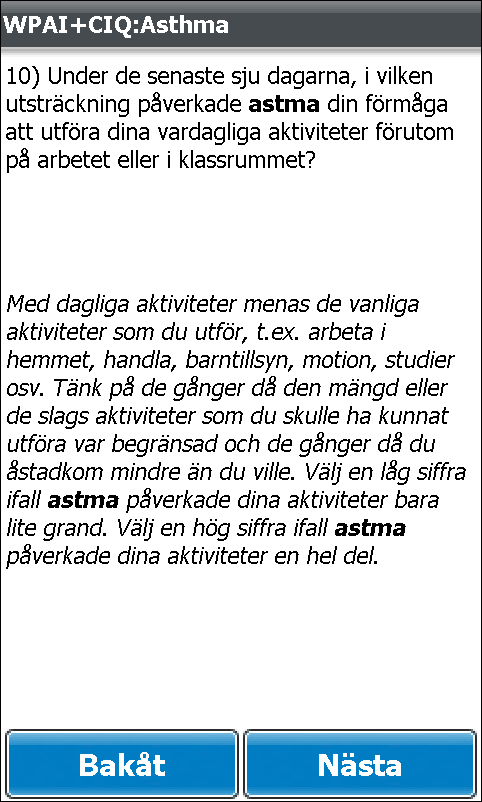 WPAI+CIQ:Asthma
10) Under de senaste sju dagarna, i vilken
utsträckning påverkade astma din förmåga
att utföra dina vardagliga aktiviteter förutom
på arbetet eller i klassrummet?
Med dagliga aktiviteter menas de vanliga
aktiviteter som du utför, t.ex. arbeta i
hemmet, handla, barntillsyn, motion, studier
osv. Tänk på de gånger då den mängd eller
de slags aktiviteter som du skulle ha kunnat
utföra var begränsad och de gånger då du
åstadkom mindre än du ville. Välj en låg siffra
ifall astma påverkade dina aktiviteter bara
lite grand. Välj en hög siffra ifall astma
påverkade dina aktiviteter en hel del.
Bakåt
Nästa